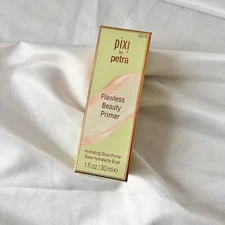 pixi
by
petra
Flawless
Beauty
Primer
Hydrating Glow Primer
Base Hydratante Éclat
1 fl oz / 30 ml e